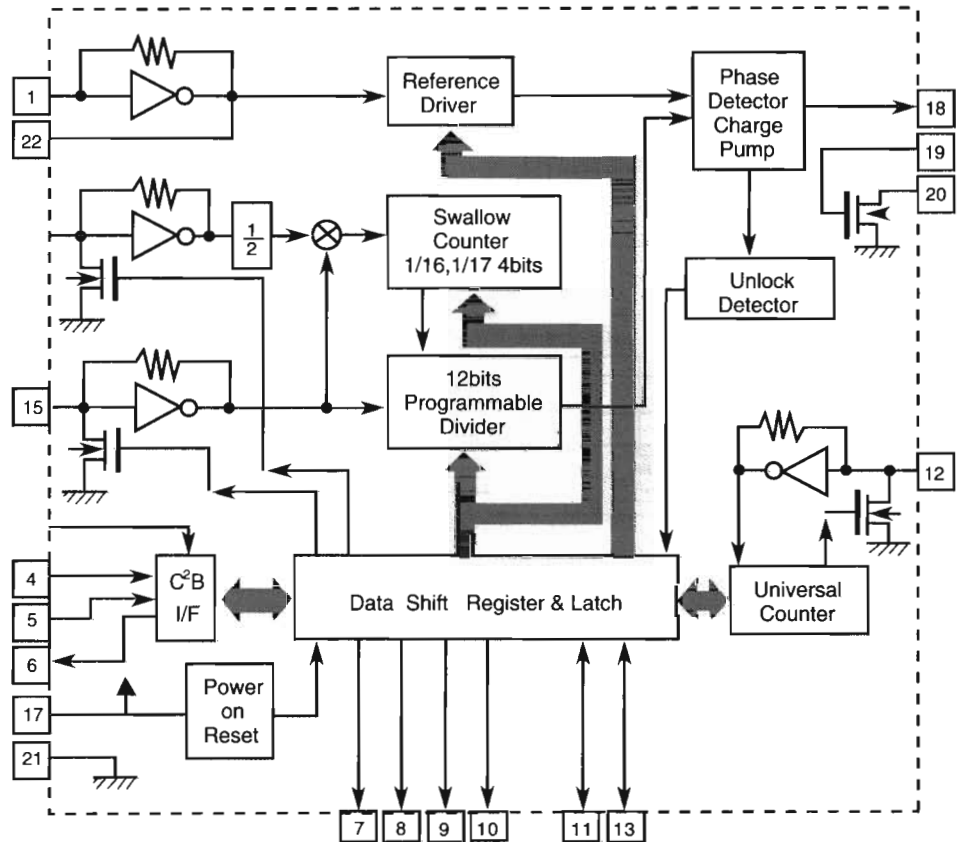 1
22
Reference
Driver
Phase
Detector
Charge
Pump
18
19
20
1
2
Swallow
Counter
1/16,1/17 4bits
Unlock
Detector
15
12bits
Programmable
Divider
12
4
5
6
C²B
I/F
Data Shift Register & Latch
Universal
Counter
17
Power
on
Reset
21
7
8
9
10
11
13